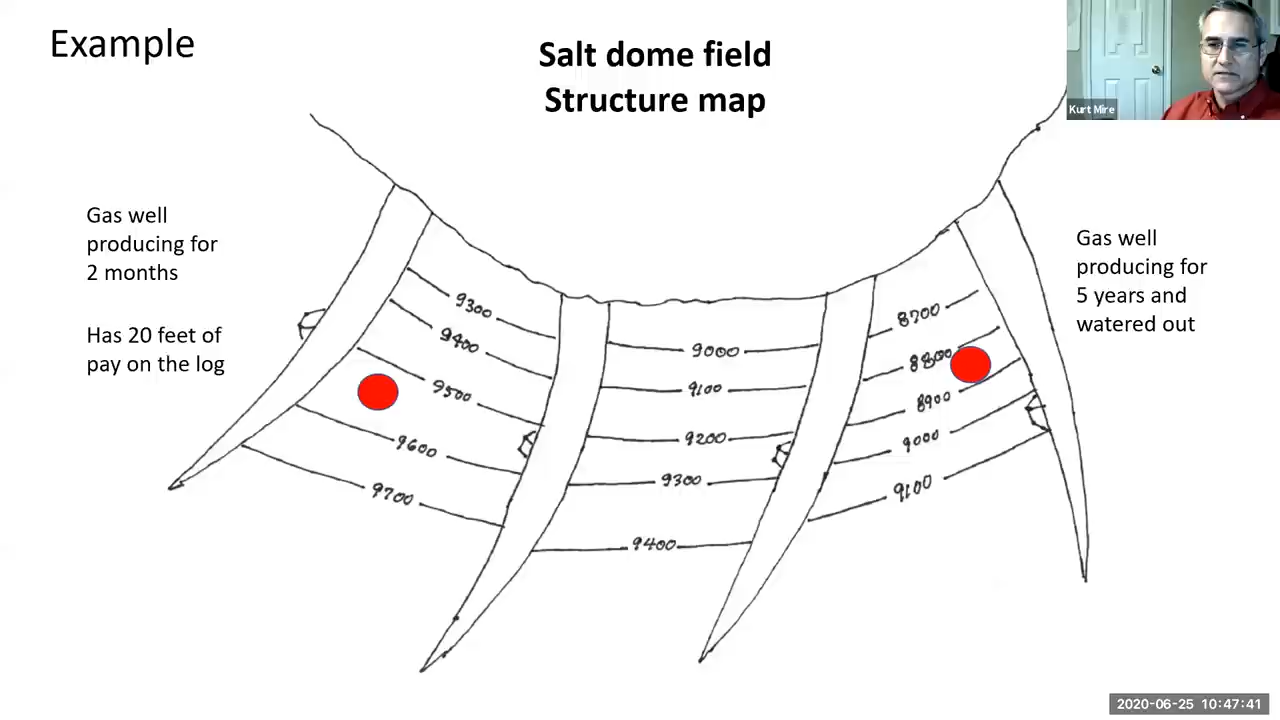 Example
Salt dome field
Structure map
Kurt Mire
Gas well
producing for
2 months
Has 20 feet of
pay on the log
Gas well
producing for
5 years and
watered out
9300
9400
9500
9600
9700
9000
9100
9200
9300
9400
8700
8800
8900
9000
9100
2020-06-25 10:47:41